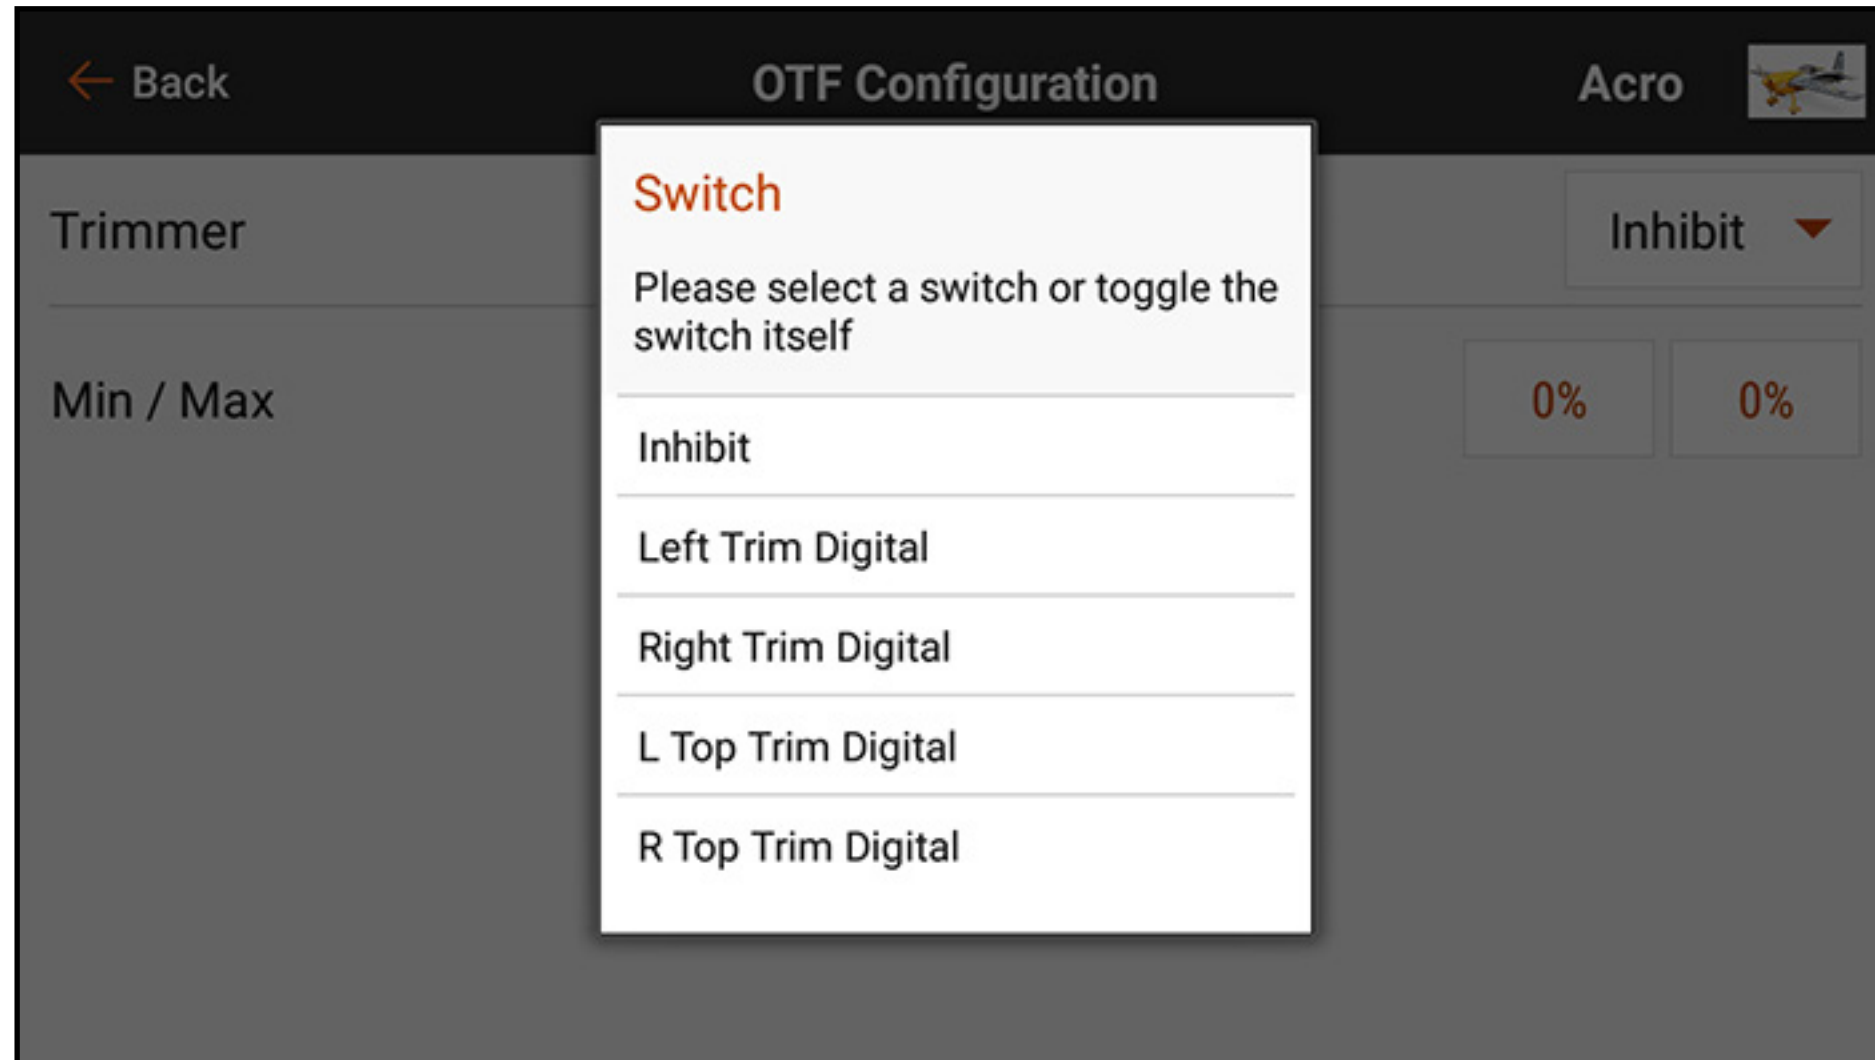 Back
OTF Configuration
Acro
Trimmer
Inhibit
Min / Max
0%
0%
Switch
Please select a switch or toggle the
switch itself
Inhibit
Left Trim Digital
Right Trim Digital
L Top Trim Digital
R Top Trim Digital